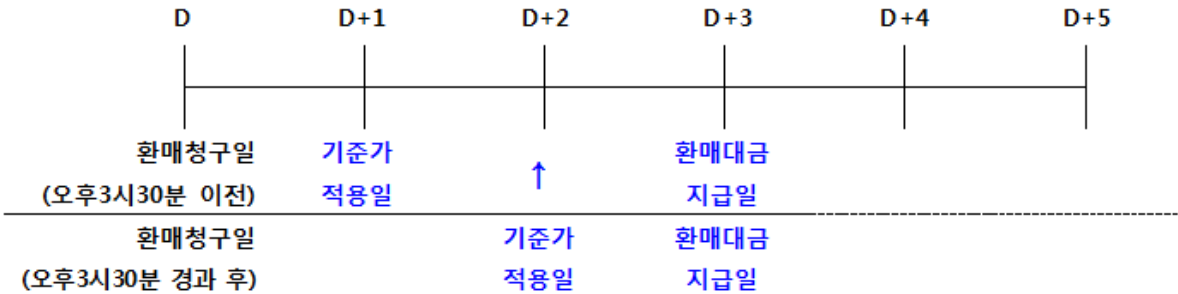 D D+1 D+2 D+3 D+4 D+5
환매청구일 기준가 환매대금
(오후3시30분 이전) 적용일 ↑ 지급일
환매청구일 기준가 환매대금
(오후3시30분 경과 후) 적용일 지급일